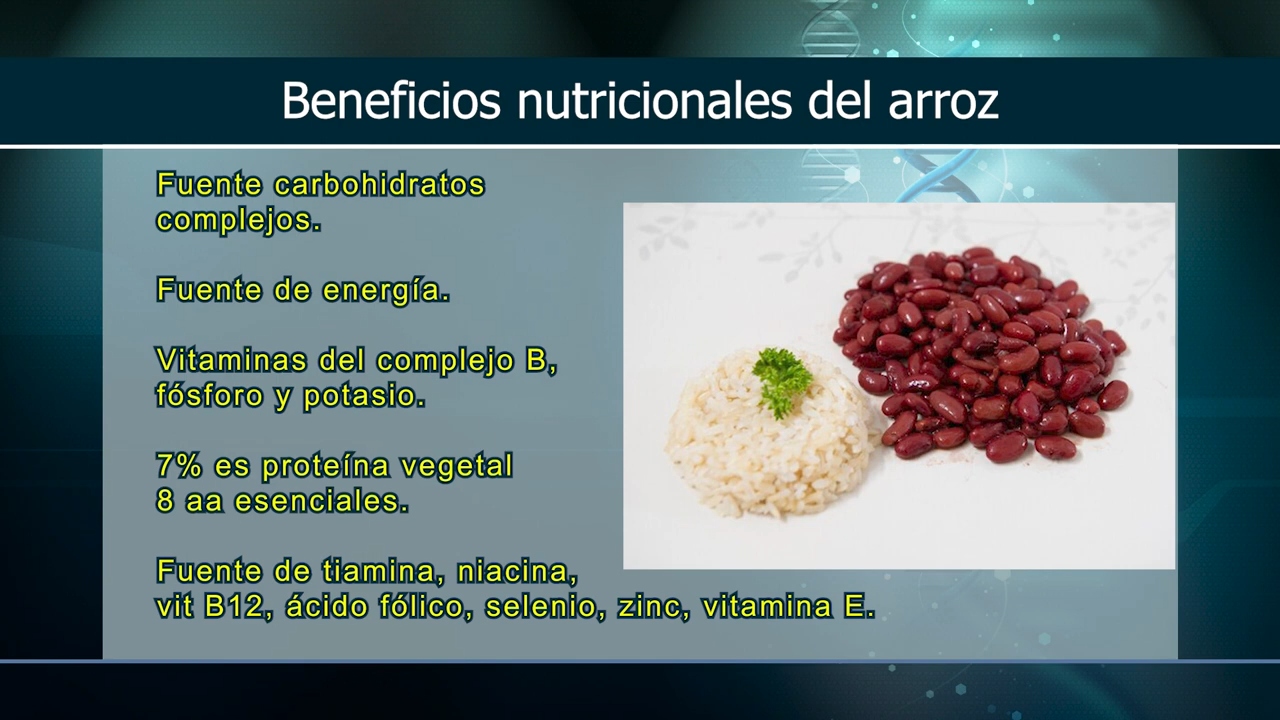 Beneficios nutricionales del arroz
Fuente carbohidratos
complejos.
Fuente de energía.
Vitaminas del complejo B,
fósforo y potasio.
7% es proteína vegetal
8 aa esenciales.
Fuente de tiamina, niacina,
vit B12, ácido fólico, selenio, zinc, vitamina E.